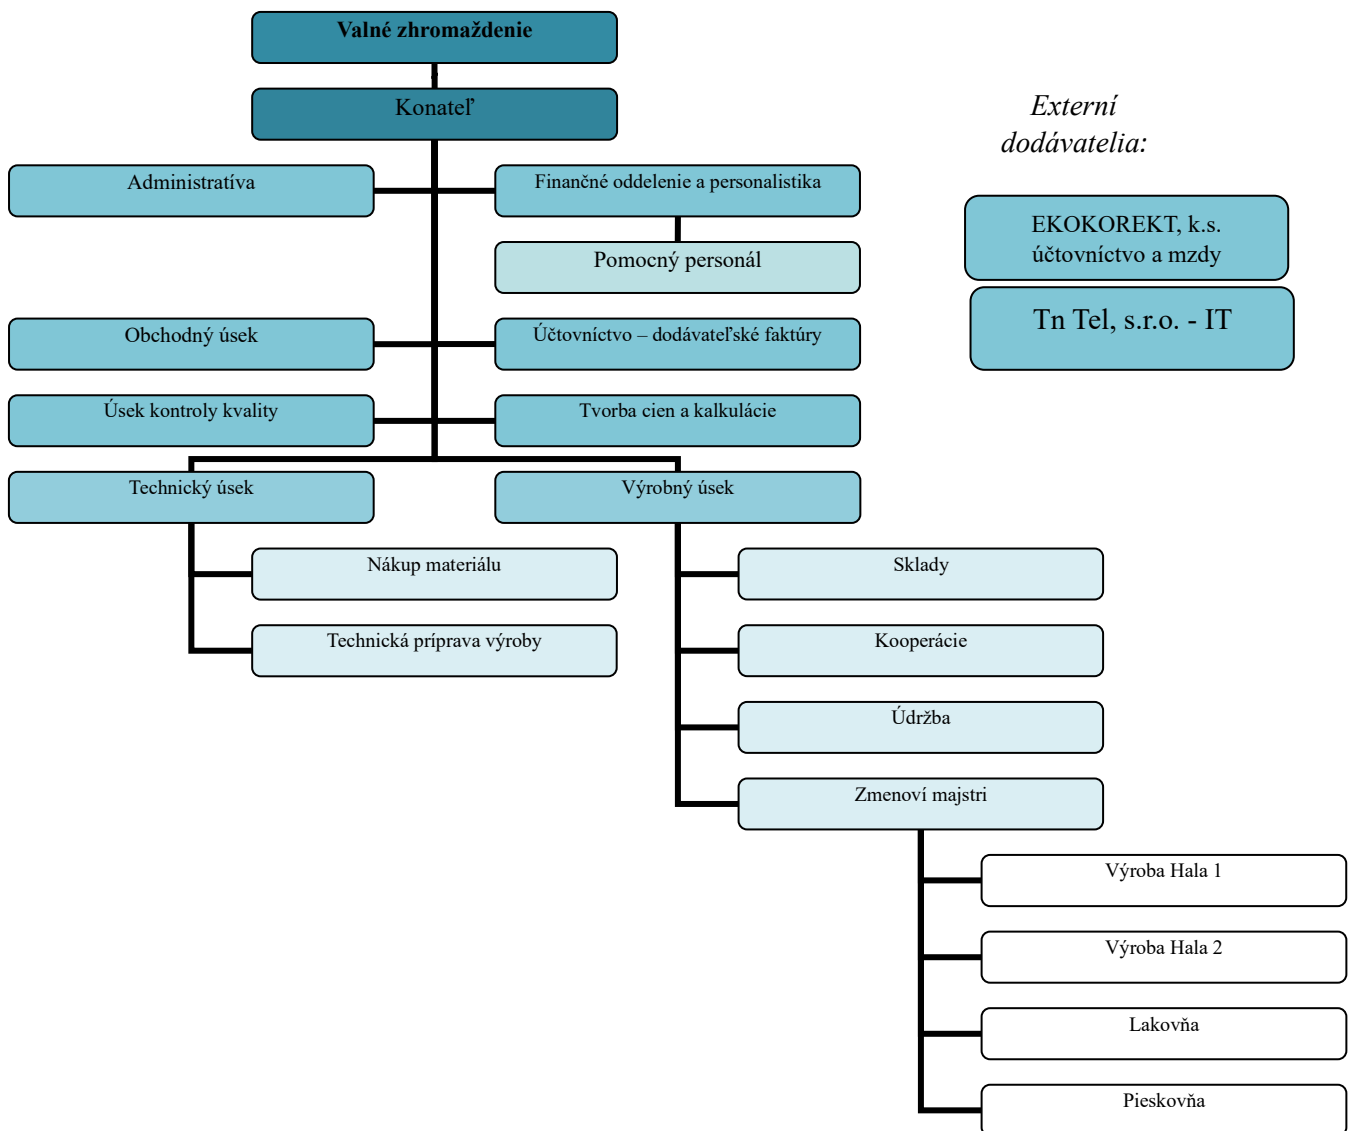 Valné zhromaždenie
Konateľ
Externí
dodávatelia:
Administratíva
Finančné oddelenie a personalistika
EKOKOREKT, k.s.
účtovníctvo a mzdy
Pomocný personál
Tn Tel, s.r.o. - IT
Obchodný úsek
Účtovníctvo – dodávateľské faktúry
Úsek kontroly kvality
Tvorba cien a kalkulácie
Technický úsek
Výrobný úsek
Nákup materiálu
Sklady
Technická príprava výroby
Kooperácie
Údržba
Zmenoví majstri
Výroba Hala 1
Výroba Hala 2
Lakovňa
Pieskovňa